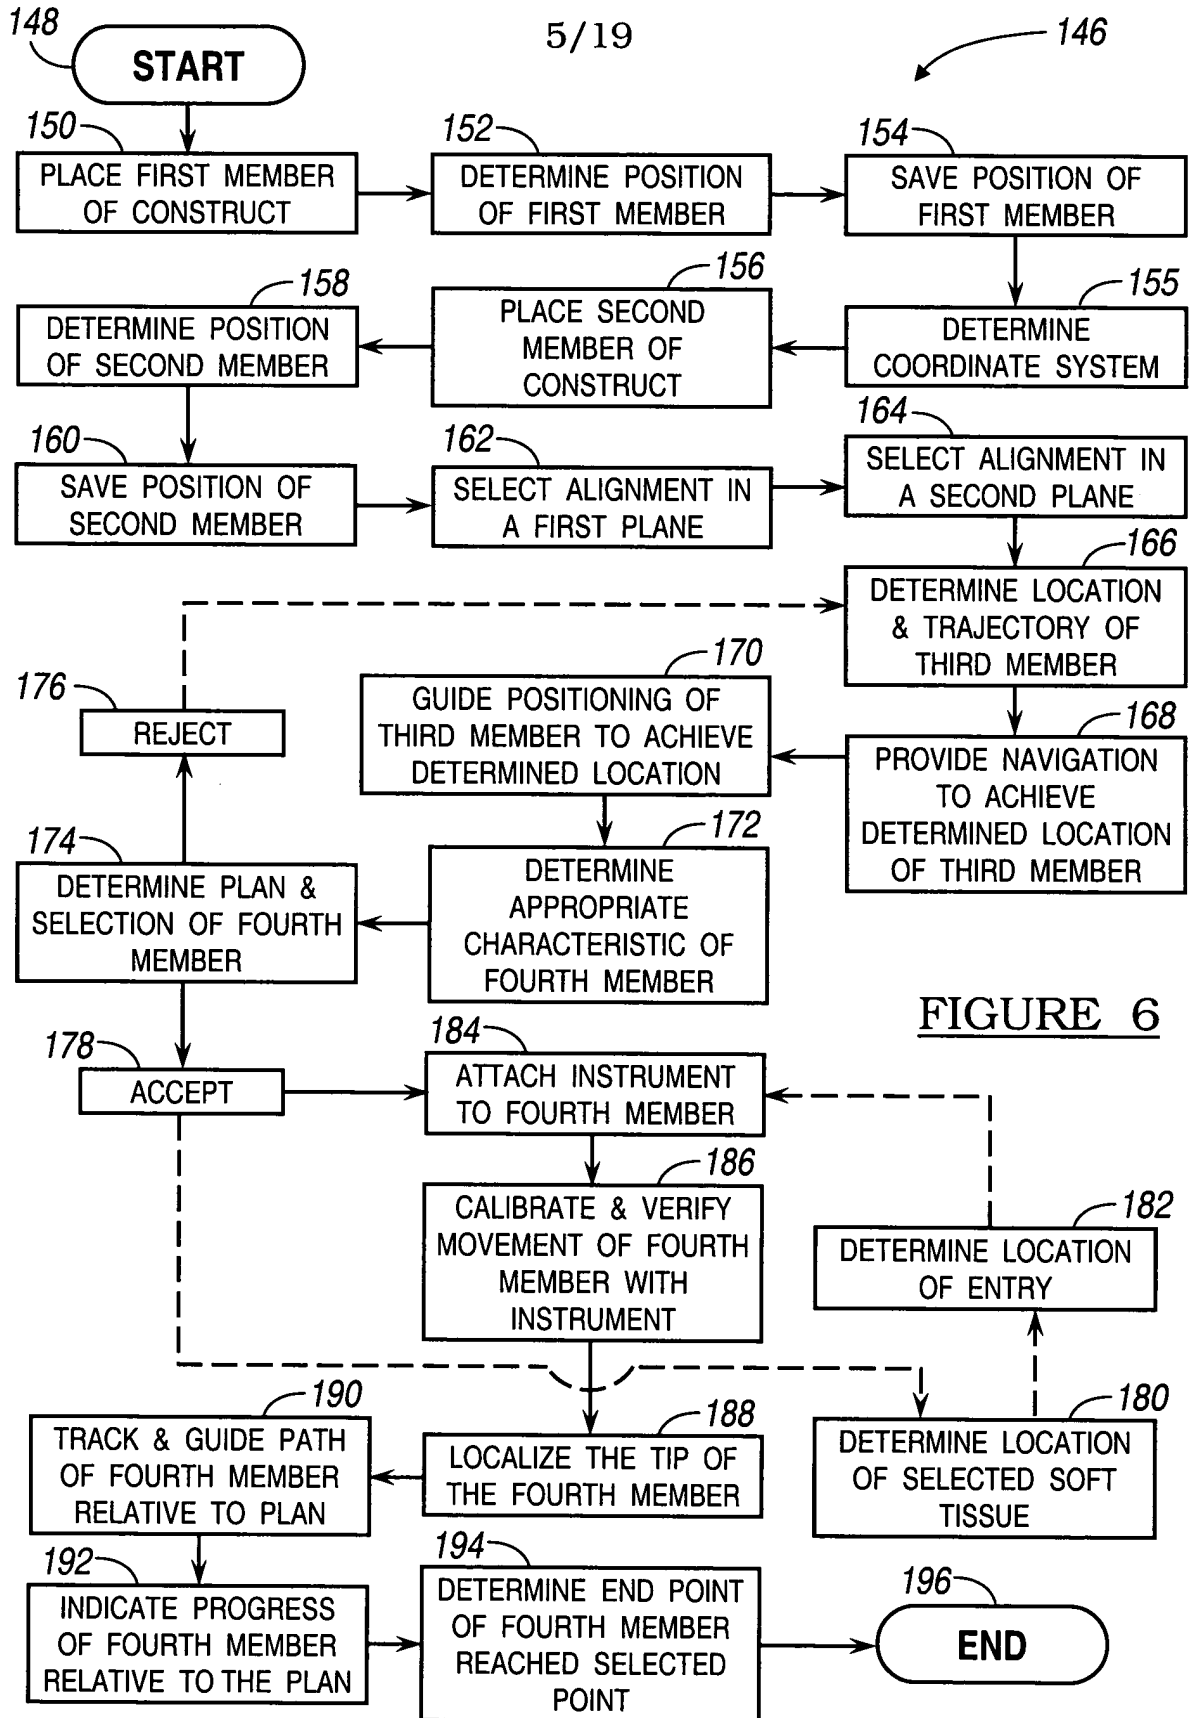 5/19
146
148
START
150
PLACE FIRST MEMBER
OF CONSTRUCT
152
DETERMINE POSITION
OF FIRST MEMBER
154
SAVE POSITION OF
FIRST MEMBER
155
DETERMINE
COORDINATE SYSTEM
156
PLACE SECOND
MEMBER OF
CONSTRUCT
158
DETERMINE POSITION
OF SECOND MEMBER
160
SAVE POSITION OF
SECOND MEMBER
162
SELECT ALIGNMENT IN
A FIRST PLANE
164
SELECT ALIGNMENT IN
A SECOND PLANE
166
DETERMINE LOCATION
& TRAJECTORY OF
THIRD MEMBER
168
PROVIDE NAVIGATION
TO ACHIEVE
DETERMINED LOCATION
OF THIRD MEMBER
170
GUIDE POSITIONING OF
THIRD MEMBER TO ACHIEVE
DETERMINED LOCATION
172
DETERMINE
APPROPRIATE
CHARACTERISTIC OF
FOURTH MEMBER
174
DETERMINE PLAN &
SELECTION OF FOURTH
MEMBER
176
REJECT
178
ACCEPT
184
ATTACH INSTRUMENT
TO FOURTH MEMBER
186
CALIBRATE & VERIFY
MOVEMENT OF FOURTH
MEMBER WITH
INSTRUMENT
182
DETERMINE LOCATION
OF ENTRY
180
DETERMINE LOCATION
OF SELECTED SOFT
TISSUE
188
LOCALIZE THE TIP OF
THE FOURTH MEMBER
190
TRACK & GUIDE PATH
OF FOURTH MEMBER
RELATIVE TO PLAN
192
INDICATE PROGRESS
OF FOURTH MEMBER
RELATIVE TO THE PLAN
194
DETERMINE END POINT
OF FOURTH MEMBER
REACHED SELECTED
POINT
196
END
FIGURE 6